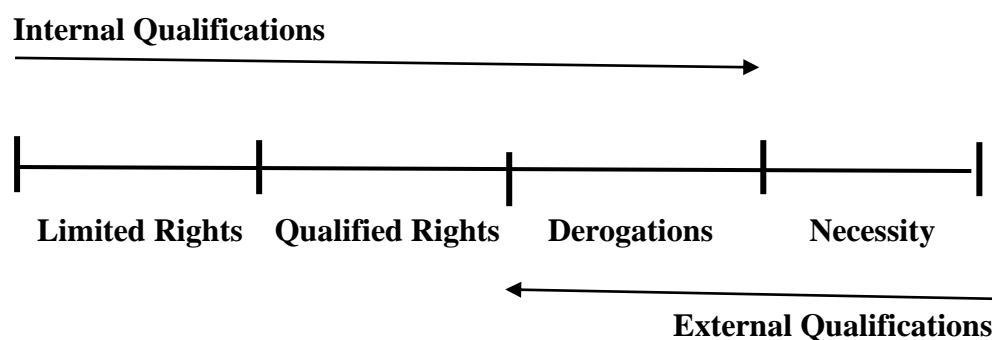 Internal Qualifications
Limited Rights Qualified Rights Derogations Necessity
External Qualifications